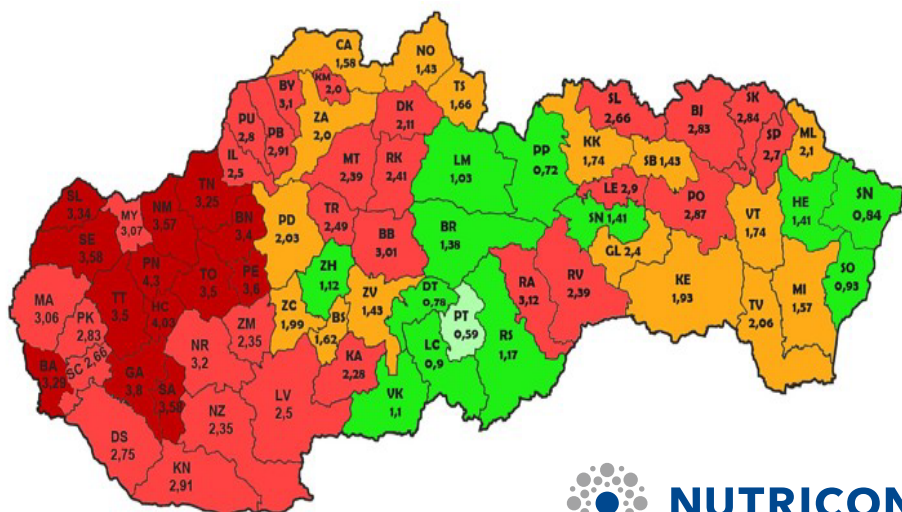 CA
1,58
NO
1,43
TS
1,66
KM
2,0
BY
3,1
PU
2,8
PB
2,91
ZA
2,0
DK
2,11
IL
2,5
MT
2,39
RK
2,41
LM
1,03
PP
0,72
KK
1,74
SL
2,66
BJ
2,83
SK
2,84
SP
2,7
ML
2,1
SB 1,43
LE 2,9
PO
2,87
VT
1,74
HE
1,41
SN
0,84
SL
3,34
MY
3,07
NM
3,57
TN
3,25
BN
3,4
PD
2,03
TR
2,49
BB
3,01
BR
1,38
SN 1,41
GL 2,4
SO
0,93
SE
3,58
PN
4,3
TO
3,5
PE
3,6
ZH
1,12
ZV
1,43
DT
0,78
RA
3,12
RV
2,39
KE
1,93
TV
2,06
MI
1,57
MA
3,06
PK
2,83
TT
3,5
HC
4,03
ZM
2,35
ZC
1,99
BS
1,62
PT
0,59
RS
1,17
BA
3,29
SC 2,66
GA
3,8
SA
3,58
NR
3,2
KA
2,28
LC
0,9
NZ
2,35
LV
2,5
VK
1,1
DS
2,75
KN
2,91
NUTRICON